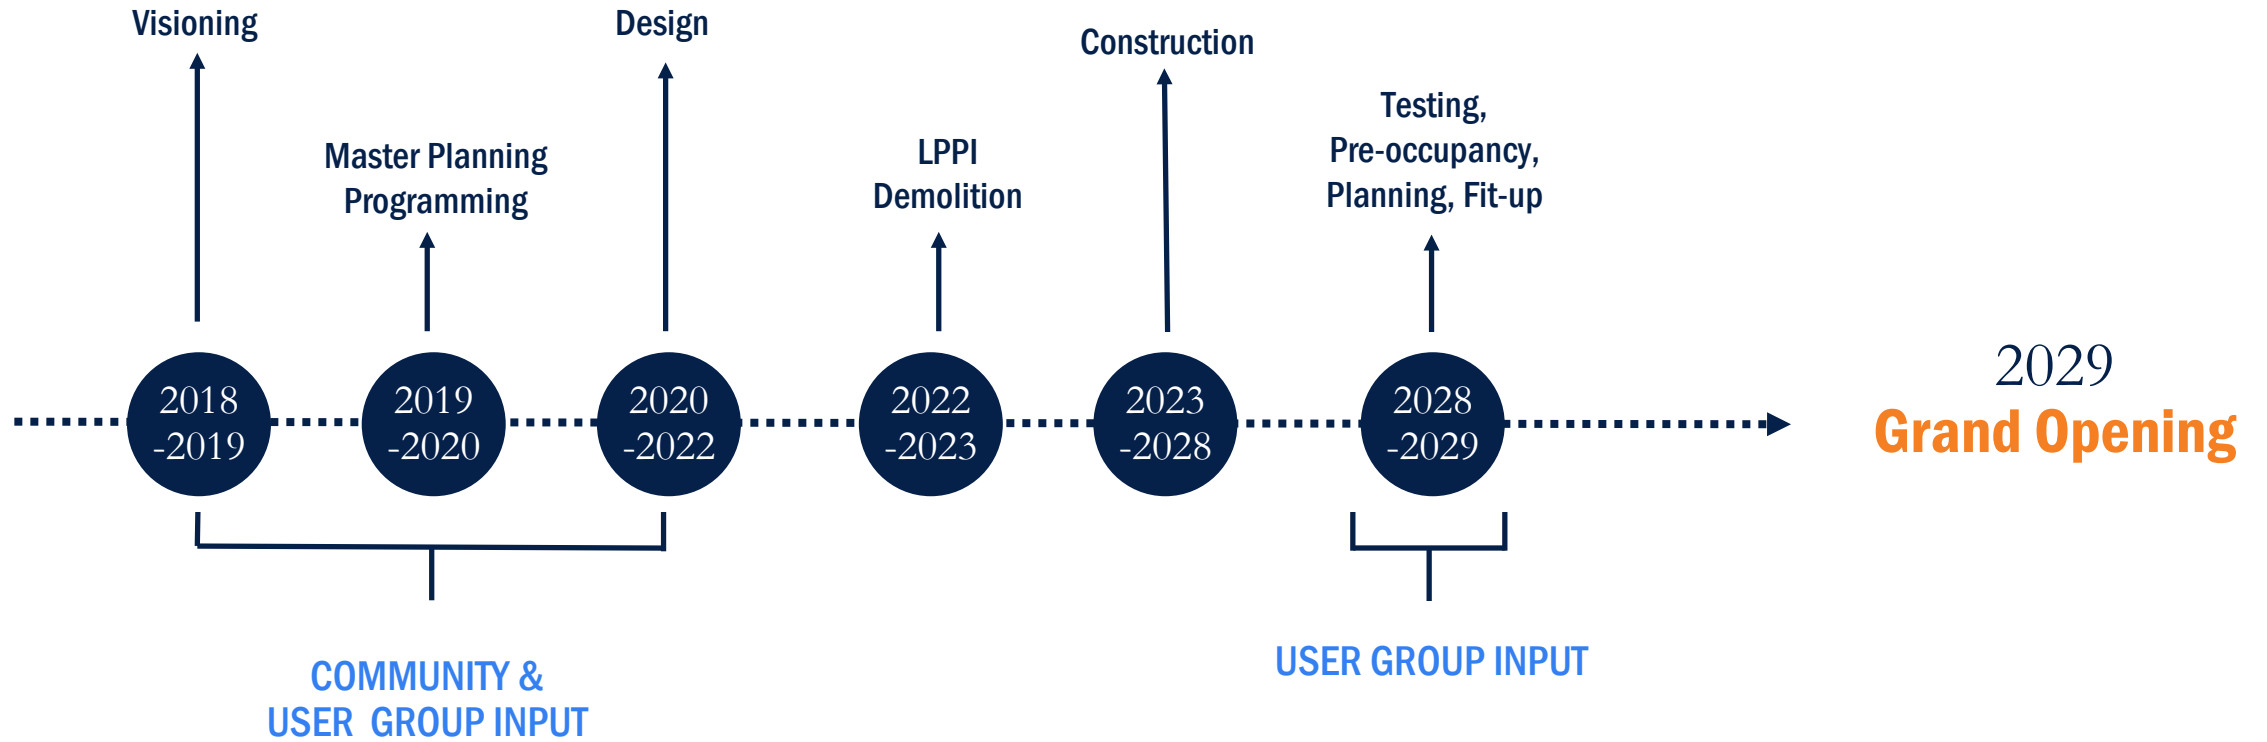 Visioning
Master Planning
Programming
Design
LPPI
Demolition
Construction
Testing,
Pre-occupancy,
Planning, Fit-up
2018
-2019
2019
-2020
2020
-2022
2022
-2023
2023
-2028
2028
-2029
2029
Grand Opening
COMMUNITY &
USER GROUP INPUT
USER GROUP INPUT